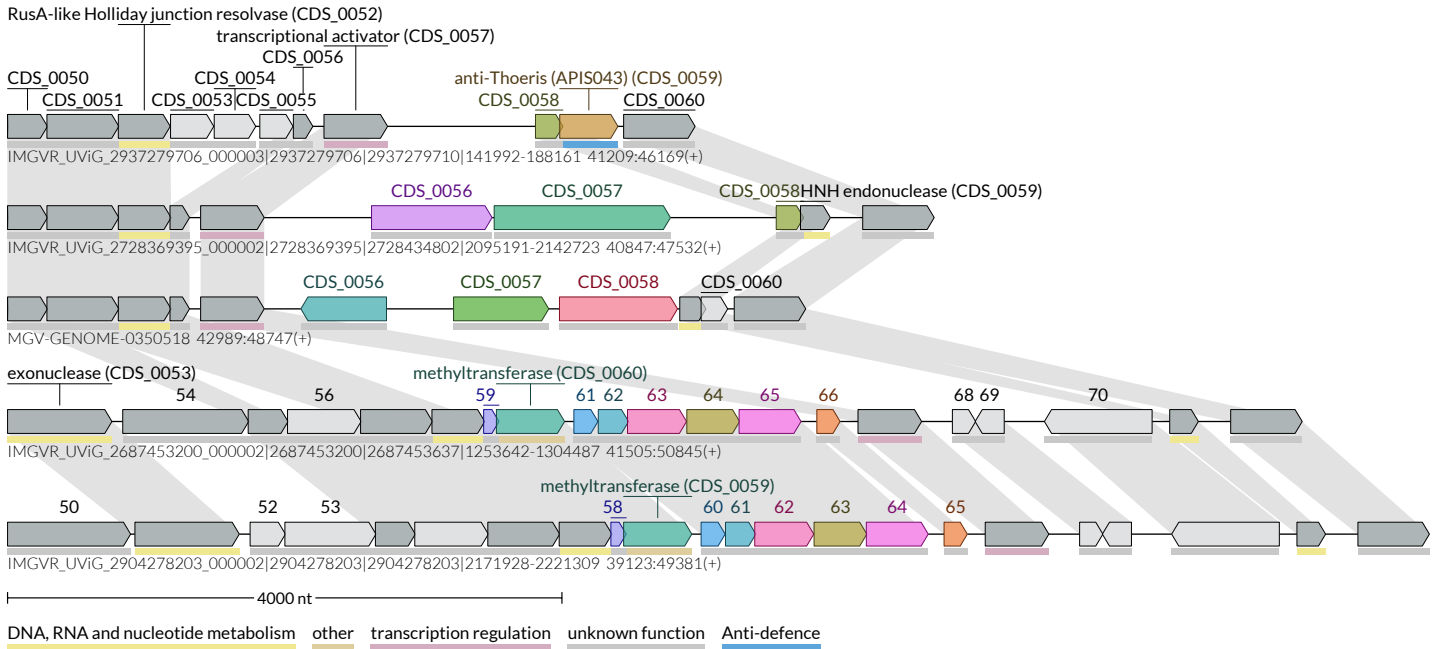 RusA-like Holliday junction resolvase (CDS_0052)
transcriptional activator (CDS_0057)
CDS_0056
CDS_0050 CDS_0054 anti-Thoeris (APIS043) (CDS_0059)
CDS_0051 CDS_0053 CDS_0055 CDS_0058 CDS_0060
IMGVR_UViG_2937279706_000003|2937279706|2937279710|141992-188161 41209:46169(+)
CDS_0056 CDS_0057 CDS_0058 HNH endonuclease (CDS_0059)
IMGVR_UViG_2728369395_000002|2728369395|2728434802|2095191-2142723 40847:47532(+)
CDS_0056 CDS_0057 CDS_0058 CDS_0060
MGV-GENOME-0350518 42989:48747(+)
exonuclease (CDS_0053) methyltransferase (CDS_0060)
54 56 59 61 62 63 64 65 66 68 69 70
IMGVR_UViG_2687453200_000002|2687453200|2687453637|1253642-1304487 41505:50845(+)
methyltransferase (CDS_0059)
50 52 53 58 60 61 62 63 64 65
IMGVR_UViG_2904278203_000002|2904278203|2904278203|2171928-2221309 39123:49381(+)
4000 nt
DNA, RNA and nucleotide metabolism other transcription regulation unknown function Anti-defence